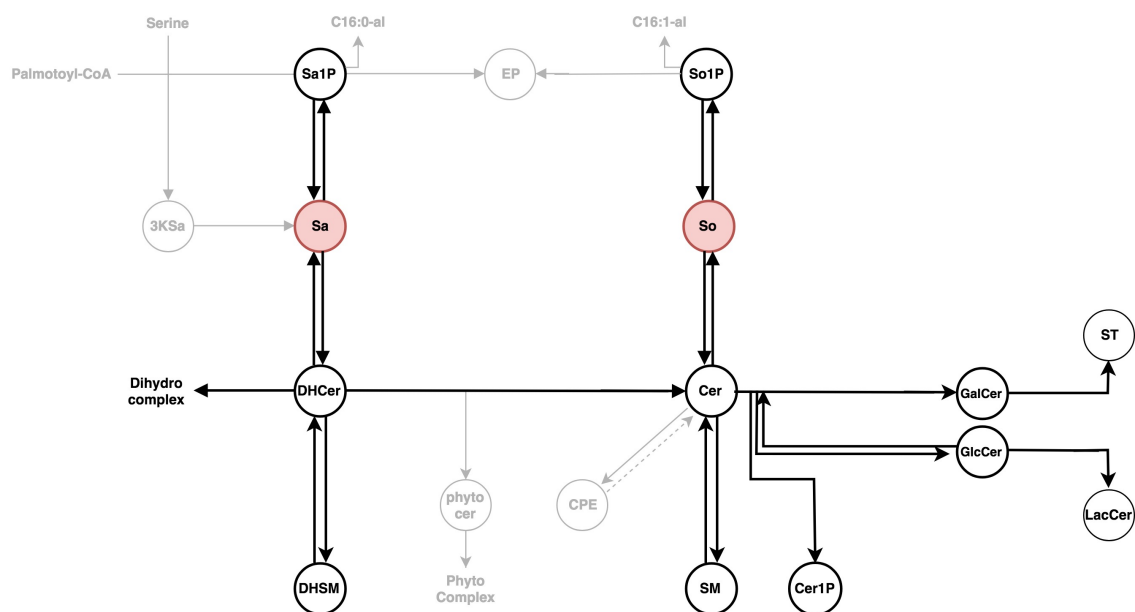 Serine
C16:0-al
C16:1-al
Palmotoyl-CoA
Sa1P
EP
So1P
3KSa
Sa
So
ST
Dihydro
complex
DHCer
Cer
GalCer
GlcCer
phyto
cer
CPE
LacCer
DHSM
Phyto
Complex
SM
Cer1P